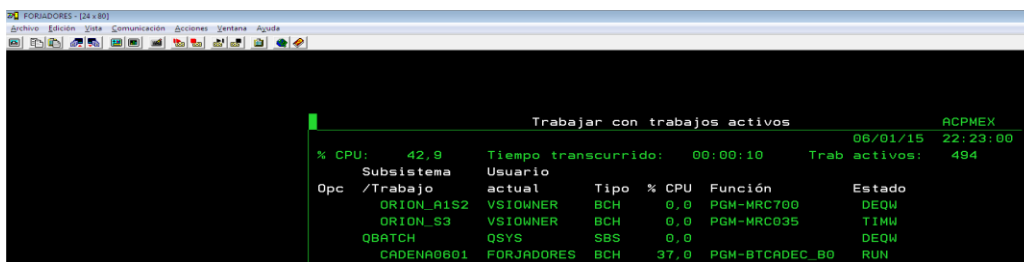 FORJADORES - [24 x 80]
Archivo Edición Vista Comunicación Acciones Ventana Ayuda
Trabajar con trabajos activos ACPMEX
06/01/15 22:23:00
% CPU: 42,9 Tiempo transcurrido: 00:00:10 Trab activos: 494
Subsistema Usuario
Opc /Trabajo actual Tipo % CPU Función Estado
ORION_A1S2 VSIOWNER BCH 0,0 PGM-MRC700 DEQW
ORION_S3 VSIOWNER BCH 0,0 PGM-MRC035 TIMW
QBATCH QSYS SBS 0,0 DEQW
CADENA0601 FORJADORES BCH 37,0 PGM-BTCADEC_B0 RUN